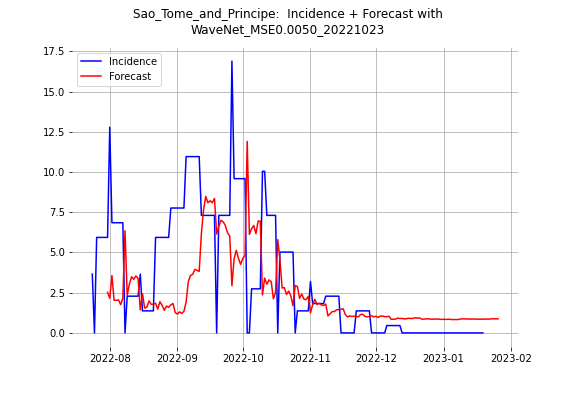 Sao_Tome_and_Principe:  Incidence + Forecast with
WaveNet_MSE0.0050_20221023
Incidence
Forecast
17.5
15.0
12.5
10.0
7.5
5.0
2.5
0.0
2022-08 2022-09 2022-10 2022-11 2022-12 2023-01 2023-02